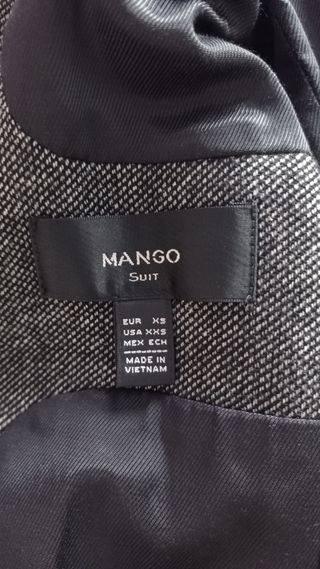 MANGO
SUIT
EUR XS
USA XXS
MEX ECH
MADE IN
VIETNAM